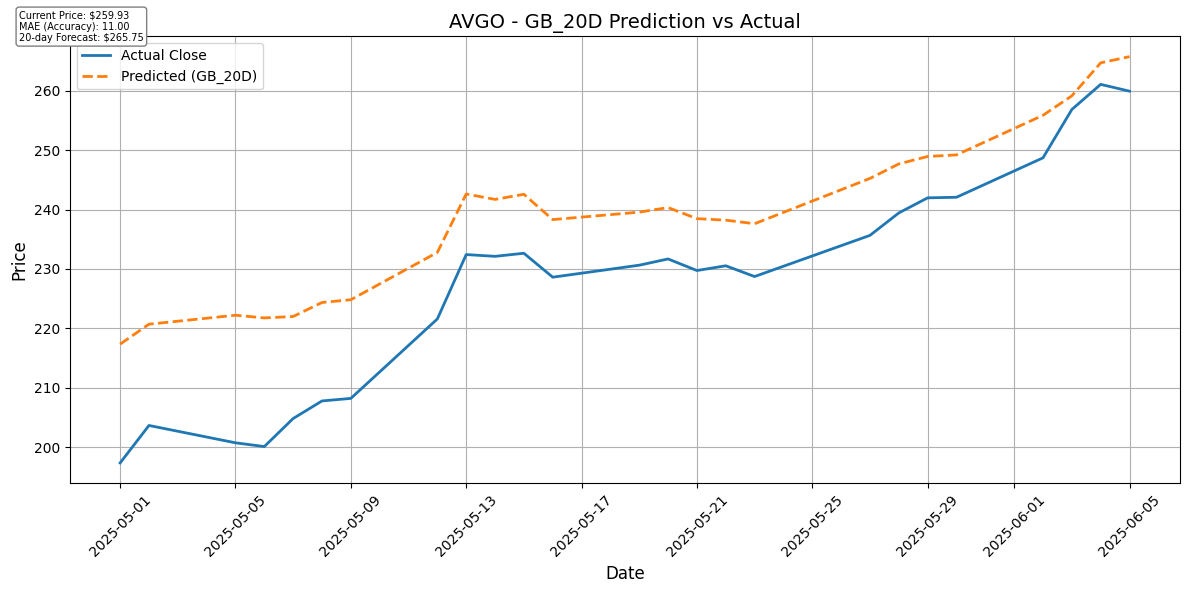 AVGO - GB_20D Prediction vs Actual
Current Price: $259.93
MAE (Accuracy): 11.00
20-day Forecast: $265.75
Actual Close
Predicted (GB_20D)
Price
260
250
240
230
220
210
200
2025-05-01
2025-05-05
2025-05-09
2025-05-13
2025-05-17
2025-05-21
2025-05-25
2025-05-29
2025-06-01
2025-06-05
Date